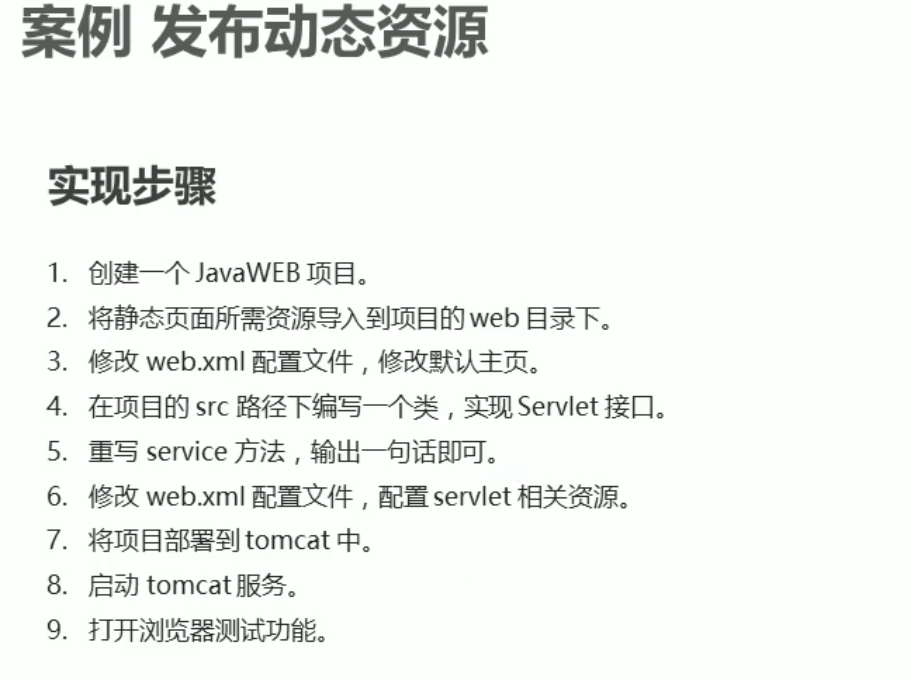 案例 发布动态资源
实现步骤
1. 创建一个 JavaWEB 项目。
2. 将静态页面所需资源导入到项目的 web 目录下。
3. 修改 web.xml 配置文件，修改默认主页。
4. 在项目的 src 路径下编写一个类，实现 Servlet 接口。
5. 重写 service 方法，输出一句话即可。
6. 修改 web.xml 配置文件，配置 servlet 相关资源。
7. 将项目部署到 tomcat 中。
8. 启动 tomcat 服务。
9. 打开浏览器测试功能。